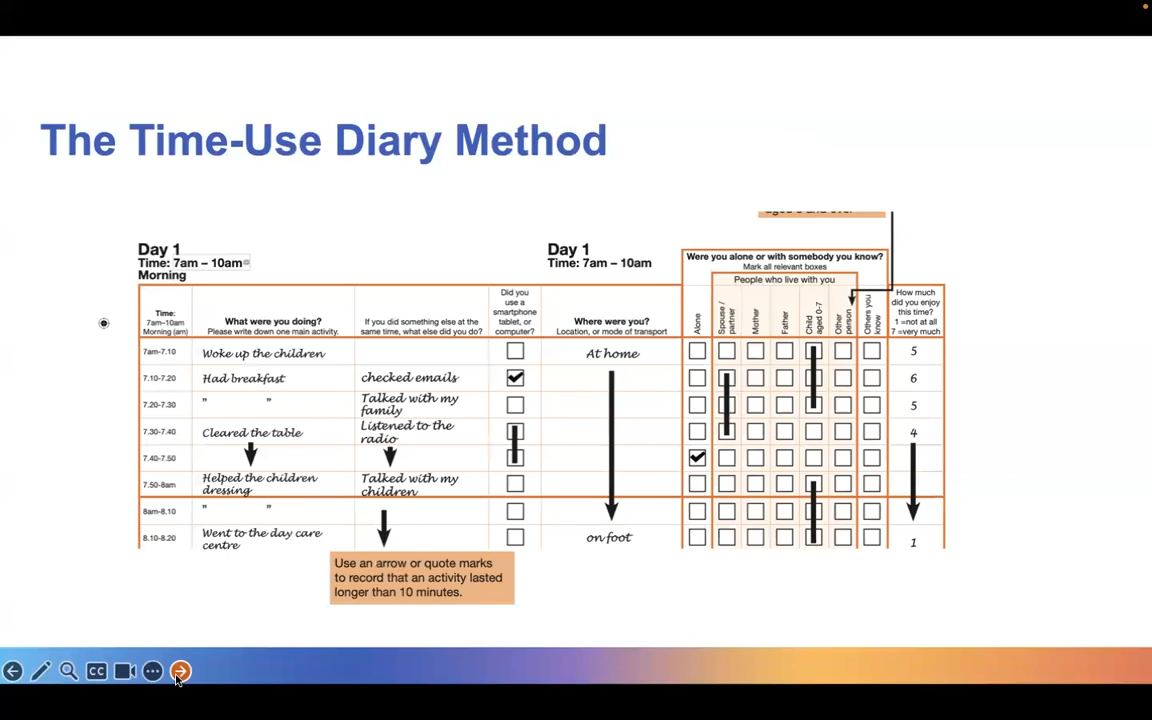 The Time-Use Diary Method
Day 1
Time: 7am – 10am
Morning
Day 1
Time: 7am – 10am
Were you alone or with somebody you know?
Mark all relevant boxes
People who live with you
Time:
7am–10am
Morning (am)
What were you doing?
Please write down one main activity.
If you did something else at the
same time, what else did you do?
Did you
use a
smartphone
tablet, or
computer?
Where were you?
Location, or mode of transport
Alone
Spouse /
partner
Mother
Father
Child
aged 0-7
Other
person
Others you
know
How much
did you enjoy
this time?
1 =not at all
7 =very much
7am-7.10 Woke up the children At home 5
7.10-7.20 Had breakfast checked emails 6
7.20-7.30 " " Talked with my
family 5
7.30-7.40 Cleared the table Listened to the
radio 4
7.40-7.50
7.50-8am Helped the children
dressing Talked with my
children
8am-8.10 " "
8.10-8.20 Went to the day care
centre on foot 1
Use an arrow or quote marks
to record that an activity lasted
longer than 10 minutes.
CC